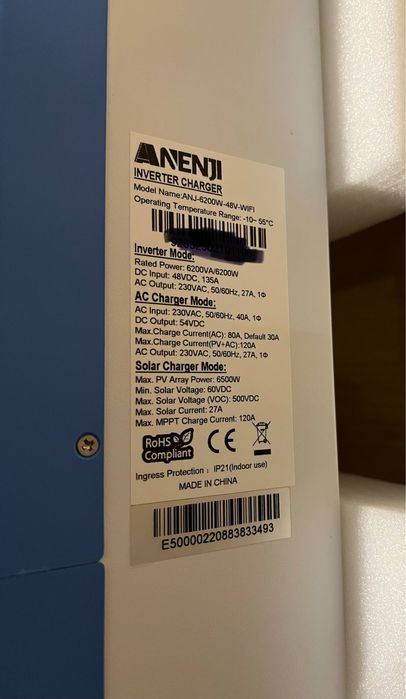 ANENJI
INVERTER CHARGER
Model Name:ANJ-6200W-48V-WIFI
Operating Temperature Range: -10~ 55°C
Inverter Mode:
Rated Power: 6200VA/6200W
DC Input: 48VDC, 135A
AC Output: 230VAC, 50/60Hz, 27A, 1Φ
AC Charger Mode:
AC Input: 230VAC, 50/60Hz, 40A, 1Φ
DC Output: 54VDC
Max.Charge Current(AC): 80A, Default 30A
Max.Charge Current(PV+AC):120A
AC Output: 230VAC, 50/60Hz, 27A, 1Φ
Solar Charger Mode:
Max. PV Array Power: 6500W
Min. Solar Voltage: 60VDC
Max. Solar Voltage (VOC): 500VDC
Max. Solar Current: 27A
Max. MPPT Charge Current: 120A
RoHS
Compliant
CE
Ingress Protection : IP21(Indoor use)
MADE IN CHINA
E50000220883833493